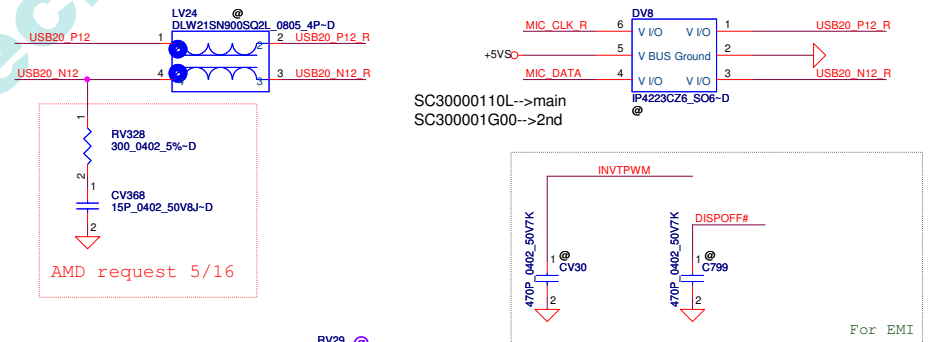 LV24 @
DLW21SN900SQ2L_0805_4P~D
USB20_P12 1 2 USB20_P12_R
2
USB20_N12 4 3 USB20_N12_R
3
1
RV328
300_0402_5%~D
2
1
CV368
15P_0402_50V8J~D
2
AMD request 5/16
DV8
MIC_CLK_R 6 V I/O V I/O 1 USB20_P12_R
+5VS 5 V BUS Ground 2
MIC_DATA 4 V I/O V I/O 3 USB20_N12_R
IP4223CZ6_SO6~D
@
SC30000110L-->main
SC300001G00-->2nd
INVTPWM
DISPOFF#
470P_0402_50V7K
1 @
CV30
2
470P_0402_50V7K
1 @
C799
2
For EMI
RV29 @